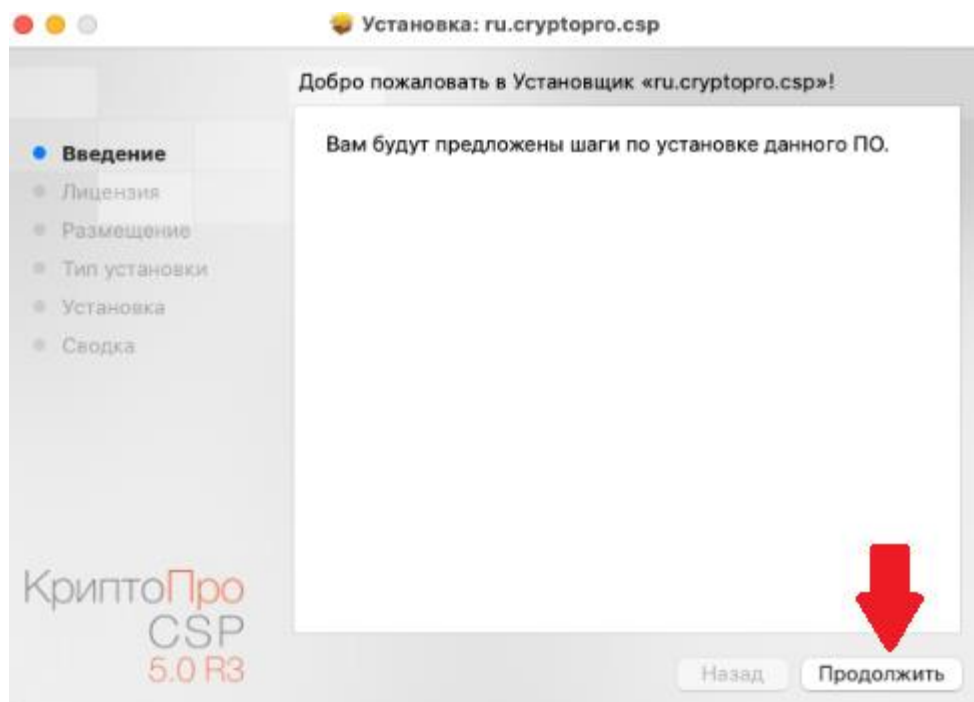 Установка: ru.cryptopro.csp
Добро пожаловать в Установщик «ru.cryptopro.csp»!
Вам будут предложены шаги по установке данного ПО.
Введение
Лицензия
Размещение
Тип установки
Установка
Сводка
КриптоПро
CSP
5.0 R3
Назад
Продолжить